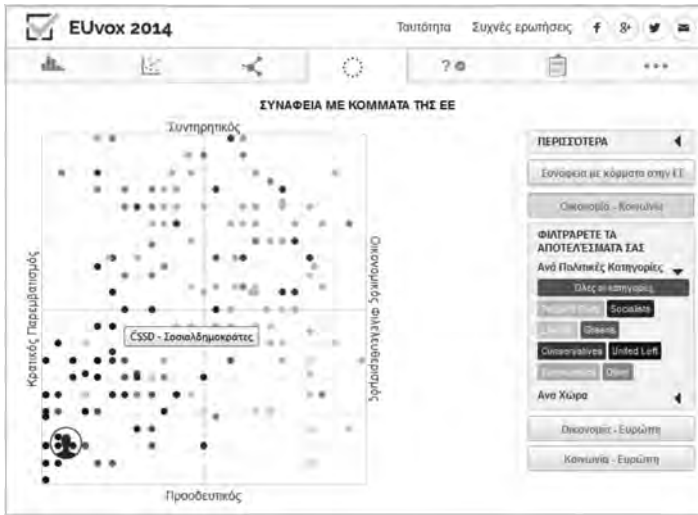 EUvox 2014
Ταυτότητα Συχνές ερωτήσεις
ΣΥΝΑΦΕΙΑ ΜΕ ΚΟΜΜΑΤΑ ΤΗΣ ΕΕ
Συντηρητικός
Κρατικός Παρεμβατισμός
Οικονομικός Φιλελευθερισμός
ČSSD - Σοσιαλδημοκράτες
Προοδευτικός
ΠΕΡΙΣΣΟΤΕΡΑ
Συνάφεια με κόμματα στην ΕΕ
Οικονομία - Κοινωνία
ΦΙΛΤΡΑΡΕΤΕ ΤΑ
ΑΠΟΤΕΛΕΣΜΑΤΑ ΣΑΣ
Ανά Πολιτικές Κατηγορίες
Όλες οι κατηγορίες
Socialists
Greens
Conservatives United Left
Other
Ανα Χώρα
Οικονομία - Ευρώπη
Κοινωνία - Ευρώπη